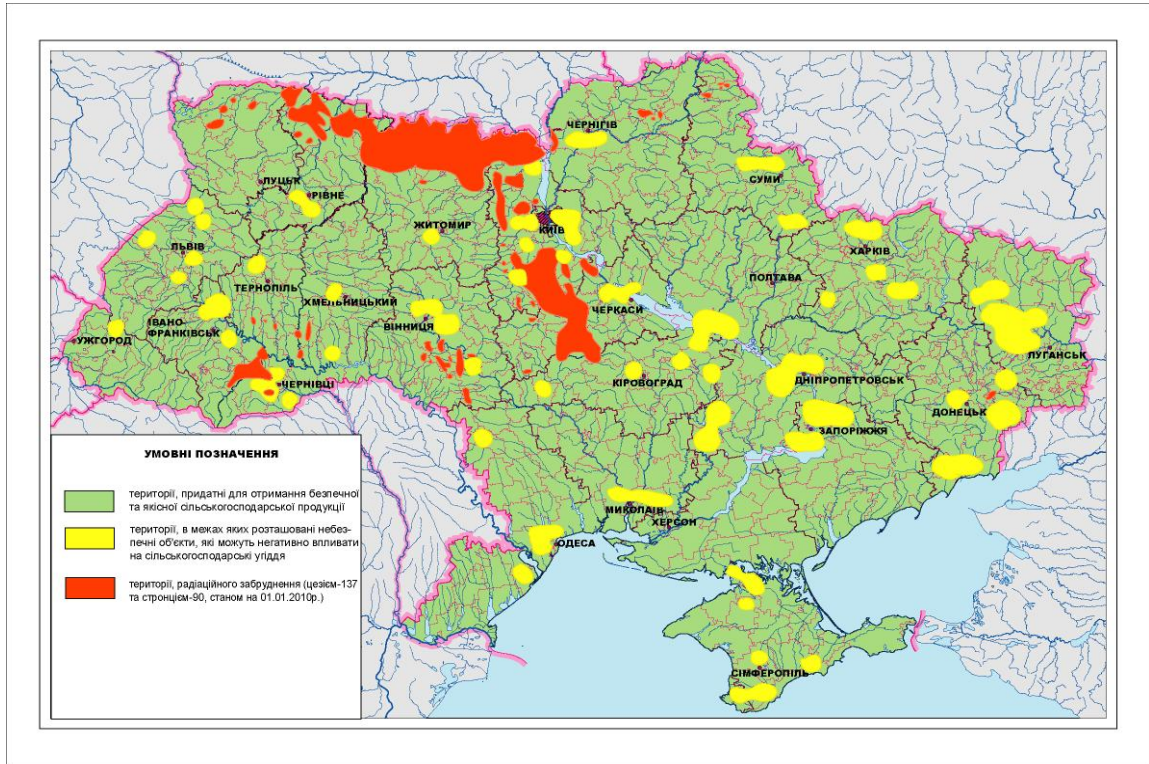 ЧЕРНІГІВ
СУМИ
ЛУЦЬК
РІВНЕ
ЖИТОМИР
КИЇВ
ЛЬВІВ
ХАРКІВ
ПОЛТАВА
ТЕРНОПІЛЬ
ХМЕЛЬНИЦЬКИЙ
ЧЕРКАСИ
ВІННИЦЯ
ІВАНО
ФРАНКІВСЬК
УЖГОРОД
ЛУГАНСЬК
ЧЕРНІВЦІ
КІРОВОГРАД
ДНІПРОПЕТРОВСЬК
ДОНЕЦЬК
ЗАПОРІЖЖЯ
УМОВНІ ПОЗНАЧЕННЯ
території, придатні для отримання безпечної
та якісної сільськогосподарської продукції
території, в межах яких розташовані небез-
печні об'єкти, які можуть негативно впливати
на сільськогосподарські угіддя
території, радіаційного забруднення (цезієм-137
та стронцієм-90, станом на 01.01.2010р.)
МИКОЛАЇВ
ХЕРСОН
ОДЕСА
СІМФЕРОПІЛЬ